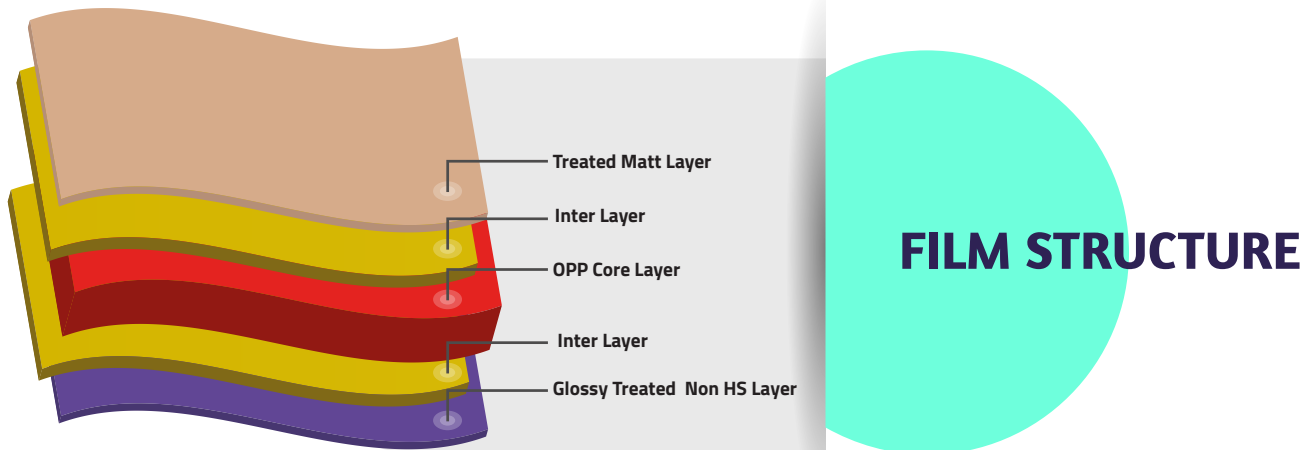 Treated Matt Layer
Inter Layer
OPP Core Layer
Inter Layer
Glossy Treated  Non HS Layer
FILM STRUCTURE